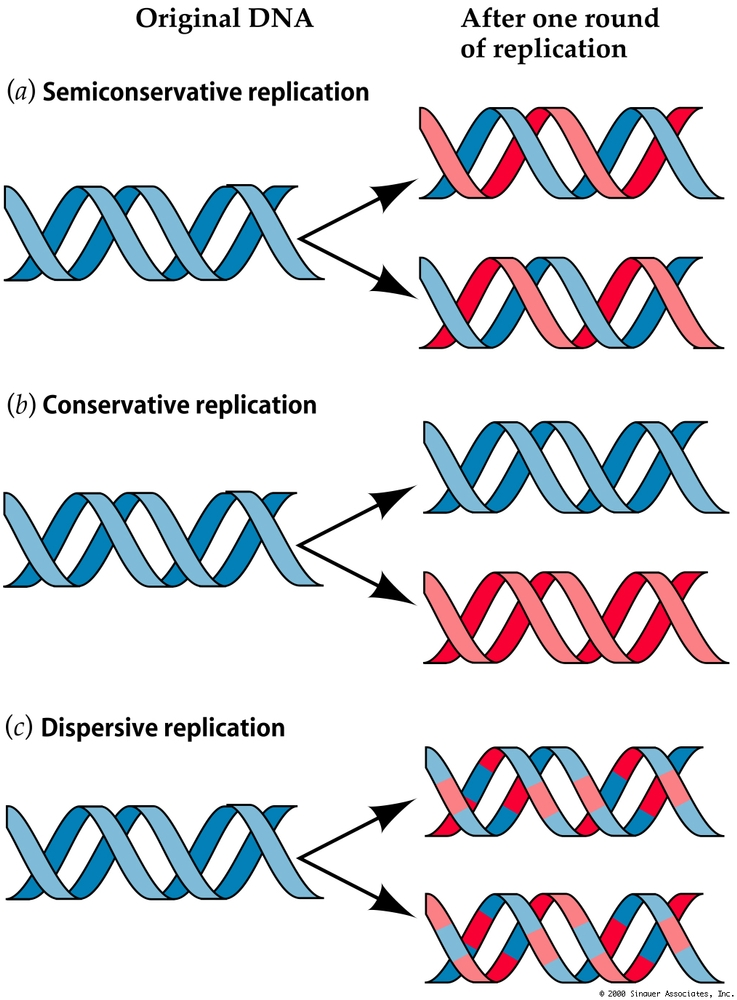 Original DNA
After one round
of replication
(a) Semiconservative replication
(b) Conservative replication
(c) Dispersive replication
© 2000 Sinauer Associates, Inc.